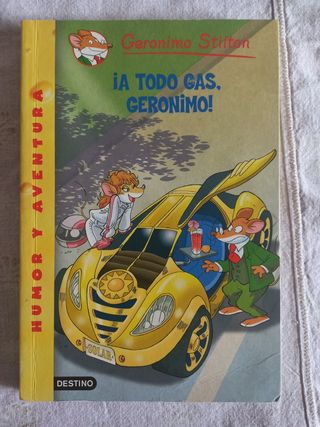 Geronimo Stilton
¡A TODO GAS,
GERONIMO!
HUMOR Y AVENTURA
SOLAR
DESTINO